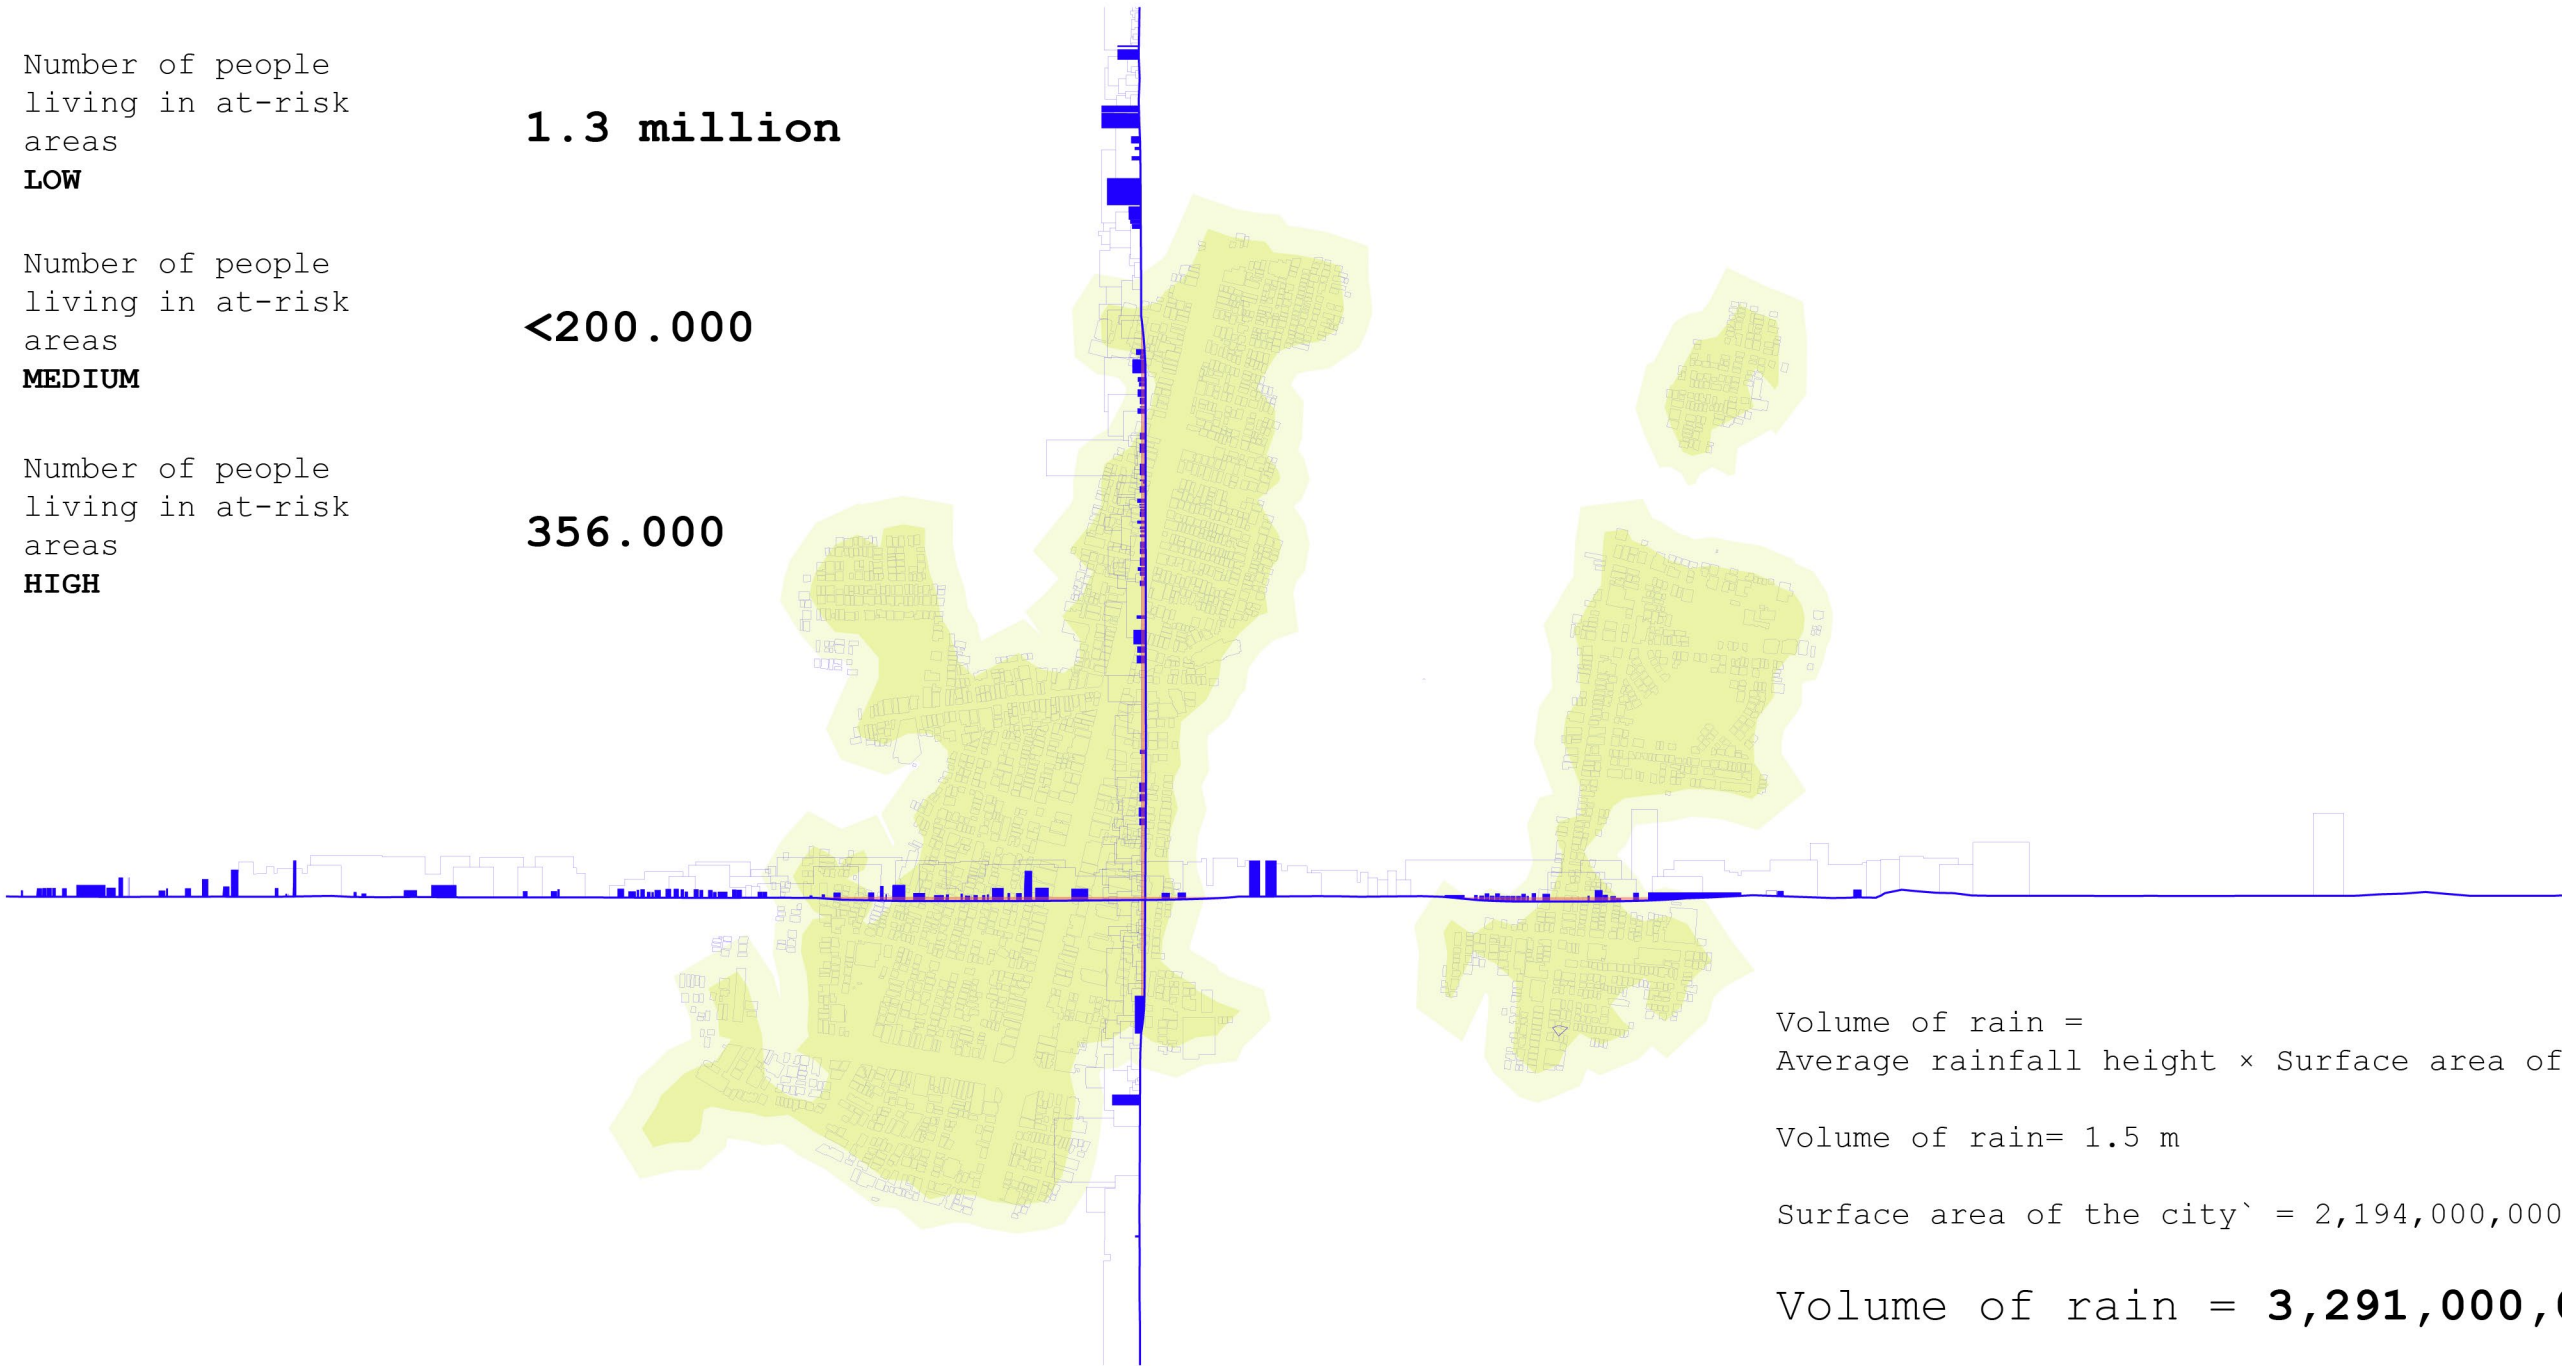 Number of people
living in at-risk
areas
LOW
1.3 million
Number of people
living in at-risk
areas
MEDIUM
<200.000
Number of people
living in at-risk
areas
HIGH
356.000
Volume of rain =
Average rainfall height × Surface area of
Volume of rain= 1.5 m
Surface area of the city` = 2,194,000,000
Volume of rain = 3,291,000,